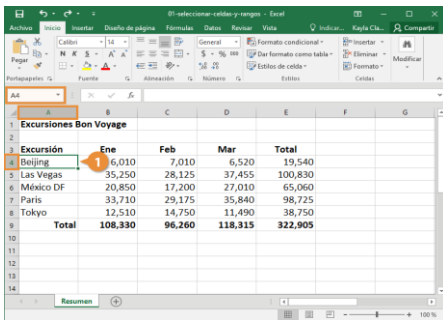 01-seleccionar-celdas-y-rangos - Excel
Archivo Inicio Insertar Diseño de página Fórmulas Datos Revisar Vista Indicar... Kayla Cla... Compartir
Calibri 14 General Formato condicional Insertar
Pegar N K S $ % 000 Dar formato como tabla Eliminar Modificar
Estilos de celda Formato
Portapapeles Fuente Alineación Número Estilos Celdas
A4 fx
A B C D E F G
1 Excursiones Bon Voyage
2
3 Excursión Ene Feb Mar Total
4 Beijing 1 6,010 7,010 6,520 19,540
5 Las Vegas 35,250 28,125 37,455 100,830
6 México DF 20,850 17,200 27,010 65,060
7 Paris 33,710 29,175 35,840 98,725
8 Tokyo 12,510 14,750 11,490 38,750
9 Total 108,330 96,260 118,315 322,905
10
11
12
13
14
Resumen
100%